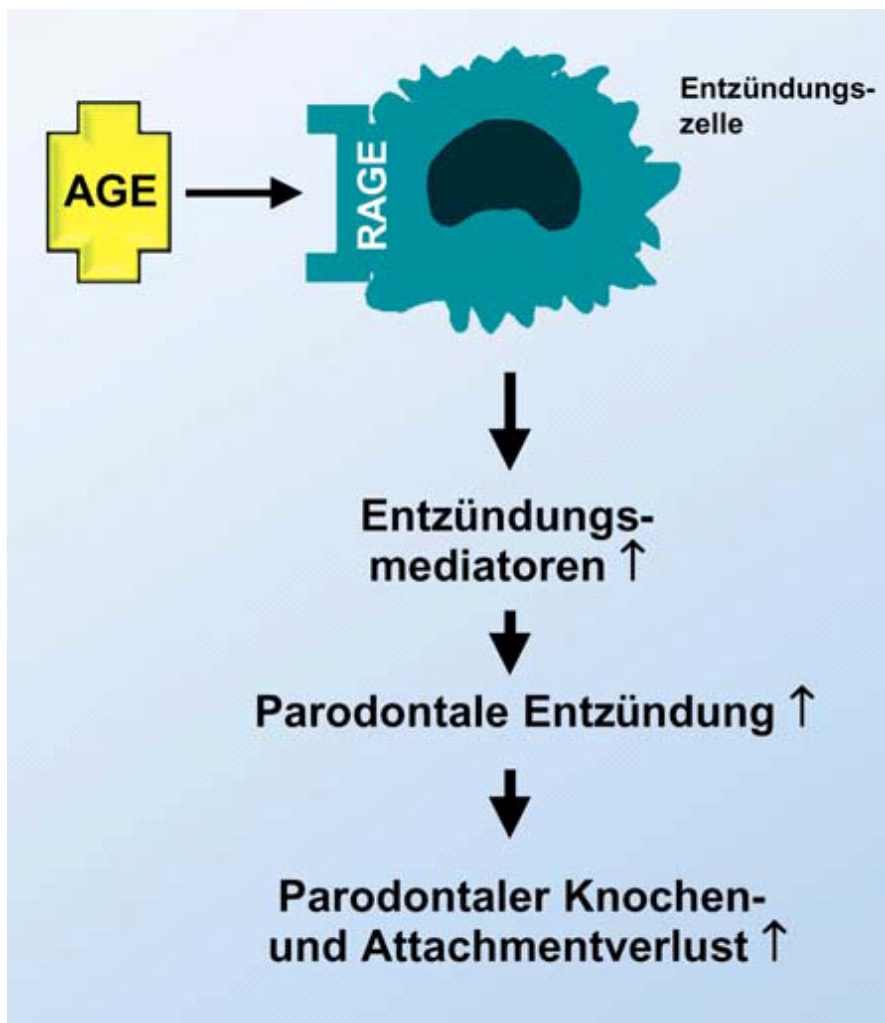 AGE
RAGE
Entzündungs-
zelle
Entzündungs-
mediatoren ↑
Parodontale Entzündung ↑
Parodontaler Knochen-
und Attachmentverlust ↑